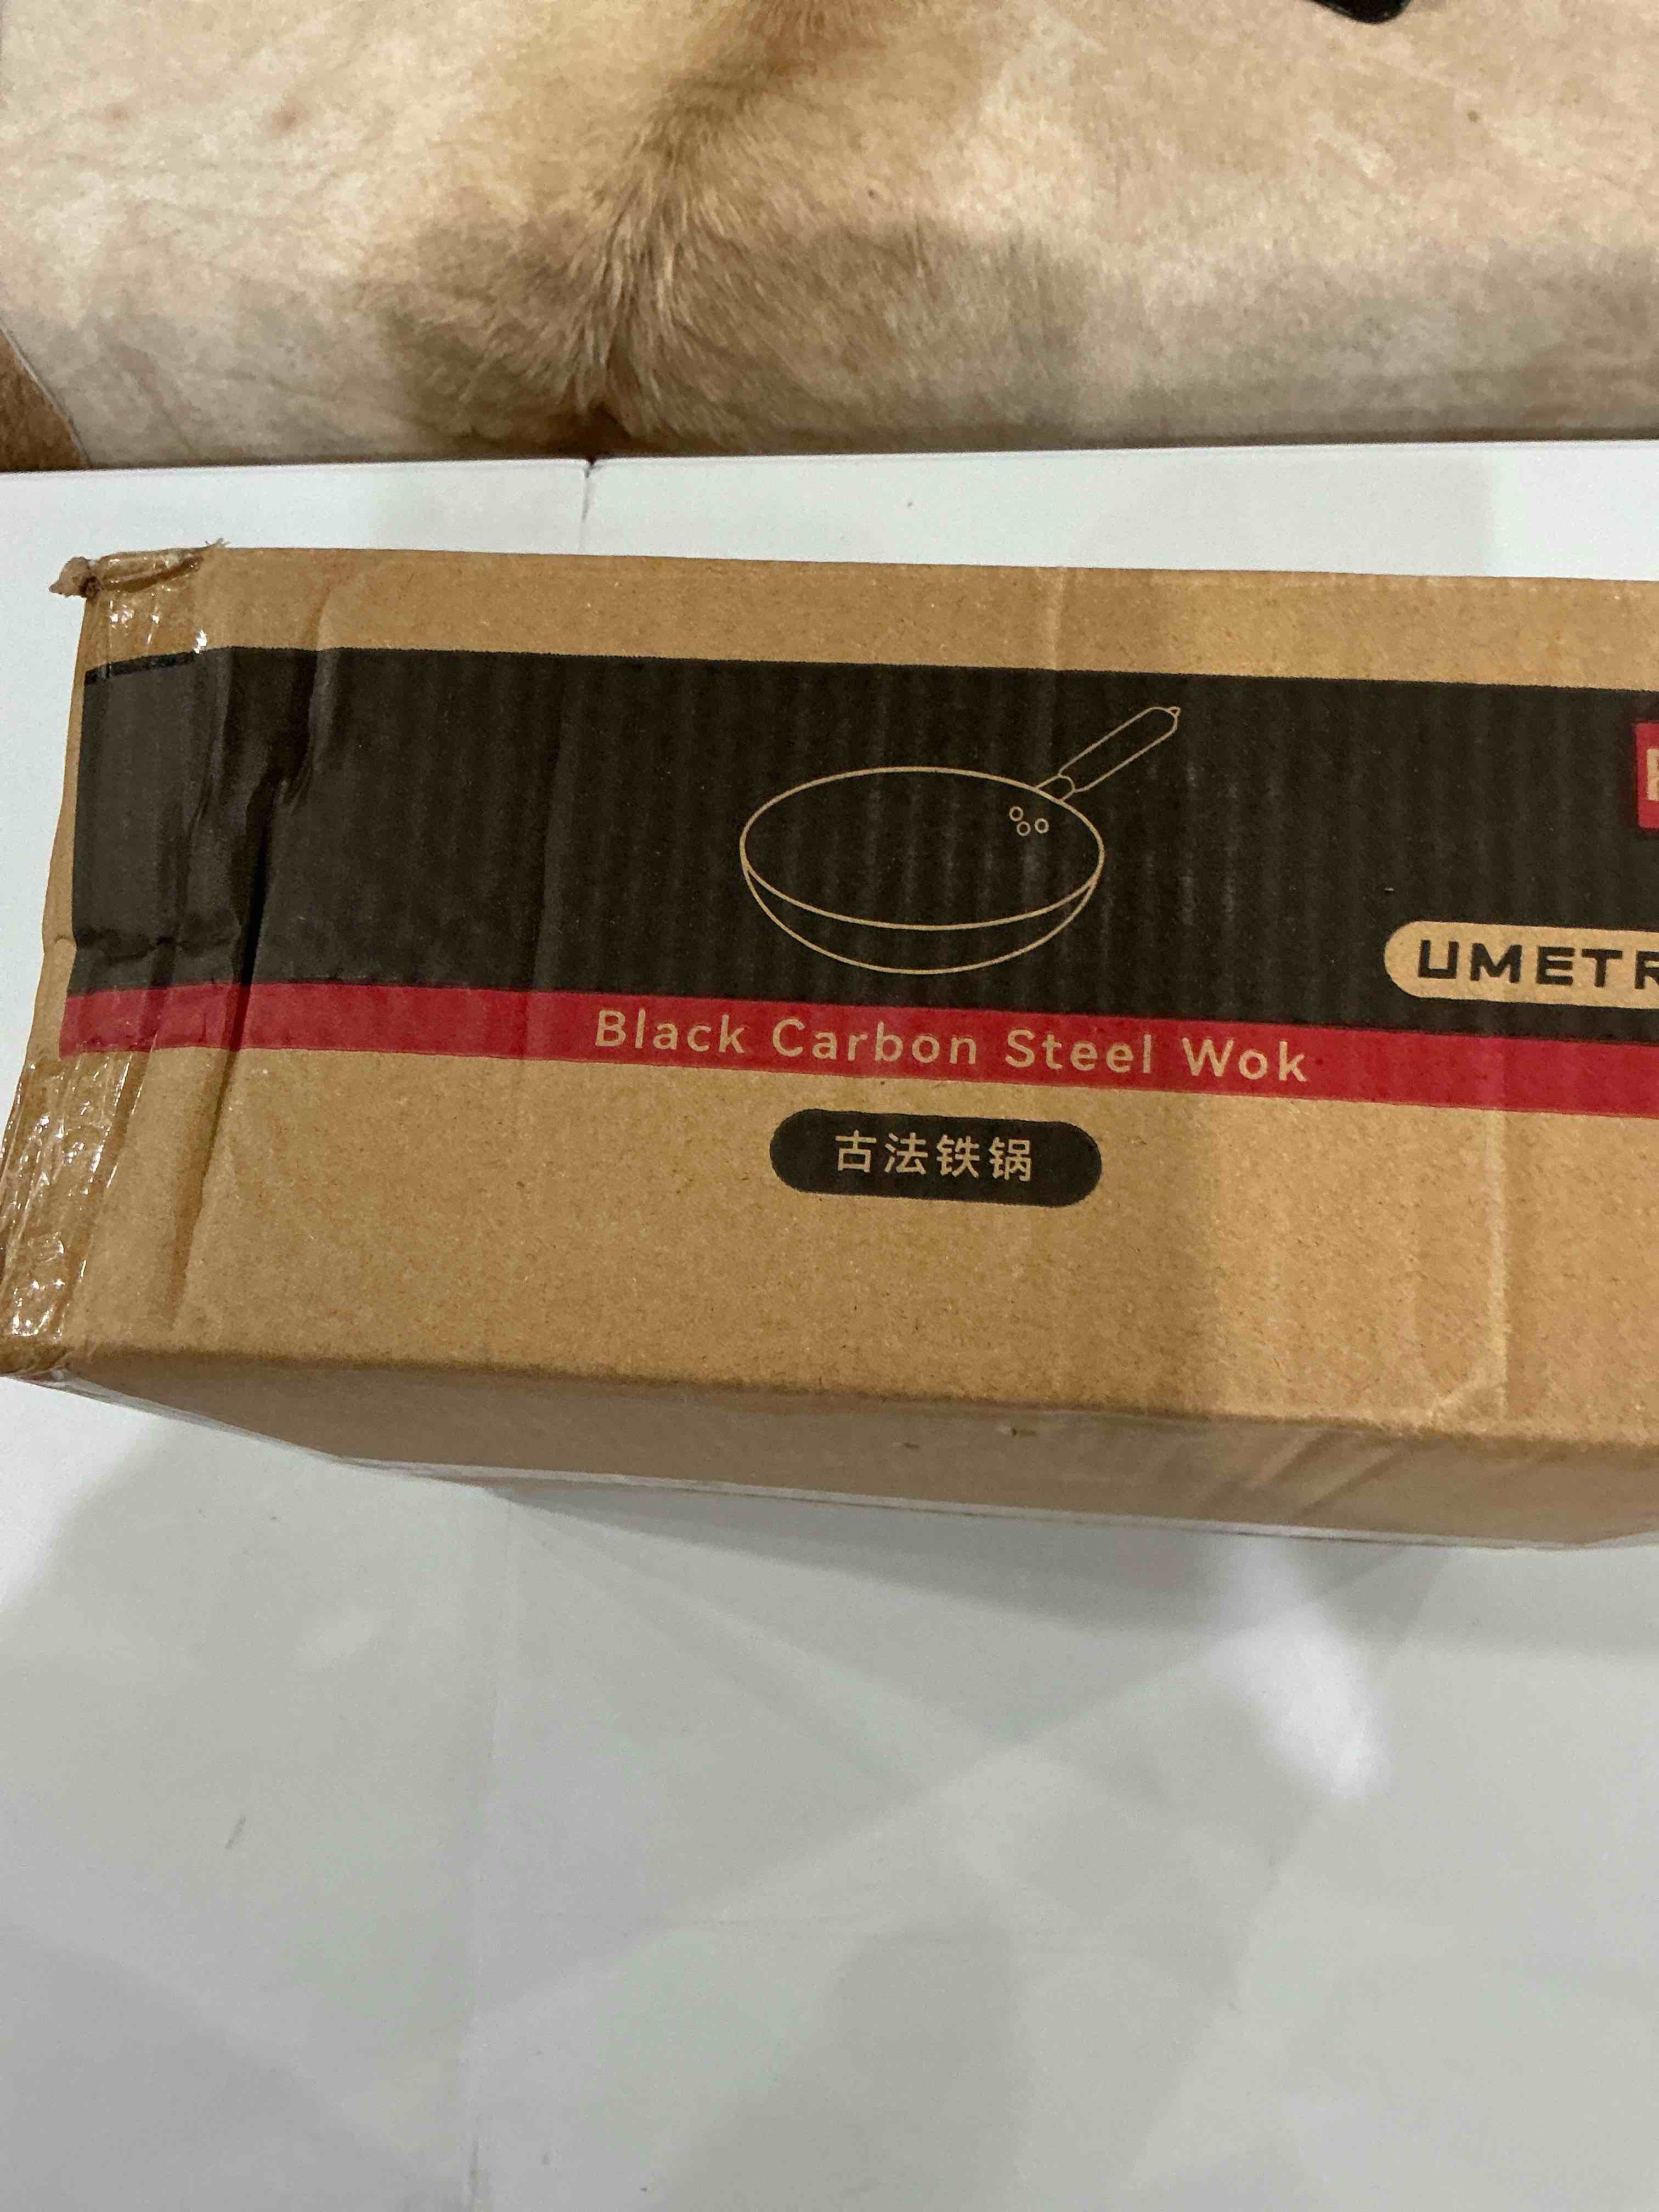 UMETR
Black Carbon Steel Wok
古法铁锅